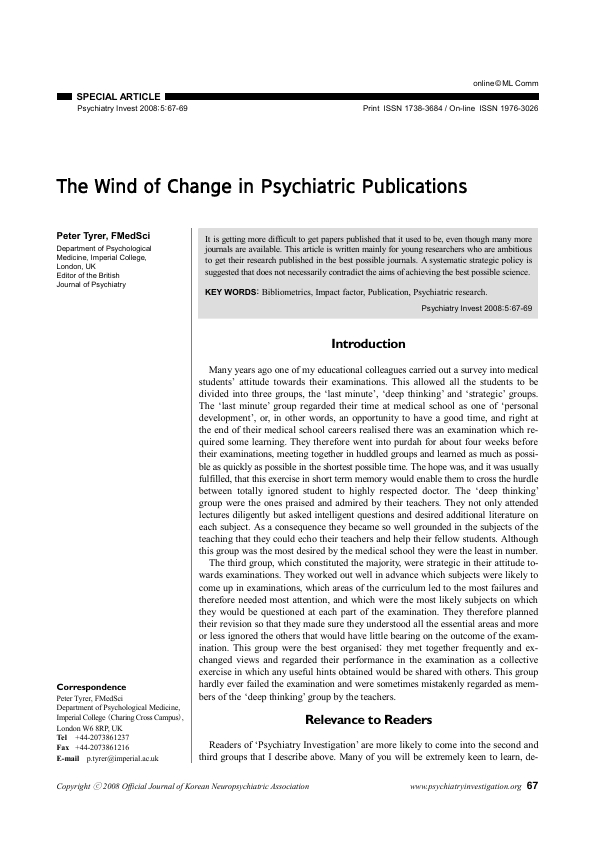 online© ML Comm
SPECIAL ARTICLE
Psychiatry Invest 2008;5:67-69
Print ISSN 1738-3684 / On-line ISSN 1976-3026
The Wind of Change in Psychiatric Publications
Peter Tyrer, FMedSci
Department of Psychological
Medicine, Imperial College,
London, UK
Editor of the British
Journal of Psychiatry
It is getting more difficult to get papers published that it used to be, even though many more
journals are available. This article is written mainly for young researchers who are ambitious
to get their research published in the best possible journals. A systematic strategic policy is
suggested that does not necessarily contradict the aims of achieving the best possible science.
KEY WORDS: Bibliometrics, Impact factor, Publication, Psychiatric research.
Psychiatry Invest 2008;5:67-69
Introduction
Many years ago one of my educational colleagues carried out a survey into medical
students’ attitude towards their examinations. This allowed all the students to be
divided into three groups, the ‘last minute’, ‘deep thinking’ and ‘strategic’ groups.
The ‘last minute’ group regarded their time at medical school as one of ‘personal
development’, or, in other words, an opportunity to have a good time, and right at
the end of their medical school careers realised there was an examination which re-
quired some learning. They therefore went into purdah for about four weeks before
their examinations, meeting together in huddled groups and learned as much as possi-
ble as quickly as possible in the shortest possible time. The hope was, and it was usually
fulfilled, that this exercise in short term memory would enable them to cross the hurdle
between totally ignored student to highly respected doctor. The ‘deep thinking’
group were the ones praised and admired by their teachers. They not only attended
lectures diligently but asked intelligent questions and desired additional literature on
each subject. As a consequence they became so well grounded in the subjects of the
teaching that they could echo their teachers and help their fellow students. Although
this group was the most desired by the medical school they were the least in number.
The third group, which constituted the majority, were strategic in their attitude to-
wards examinations. They worked out well in advance which subjects were likely to
come up in examinations, which areas of the curriculum led to the most failures and
therefore needed most attention, and which were the most likely subjects on which
they would be questioned at each part of the examination. They therefore planned
their revision so that they made sure they understood all the essential areas and more
or less ignored the others that would have little bearing on the outcome of the exam-
ination. This group were the best organised; they met together frequently and ex-
changed views and regarded their performance in the examination as a collective
exercise in which any useful hints obtained would be shared with others. This group
hardly ever failed the examination and were sometimes mistakenly regarded as mem-
bers of the ‘deep thinking’ group by the teachers.
Relevance to Readers
Readers of ‘Psychiatry Investigation’ are more likely to come into the second and
third groups that I describe above. Many of you will be extremely keen to learn, de-
Correspondence
Peter Tyrer, FMedSci
Department of Psychological Medicine,
Imperial College (Charing Cross Campus),
London W6 8RP, UK
Tel +44-2073861237
Fax +44-2073861216
E-mail p.tyrer@imperial.ac.uk
Copyright ⓒ 2008 Official Journal of Korean Neuropsychiatric Association
www.psychiatryinvestigation.org 67